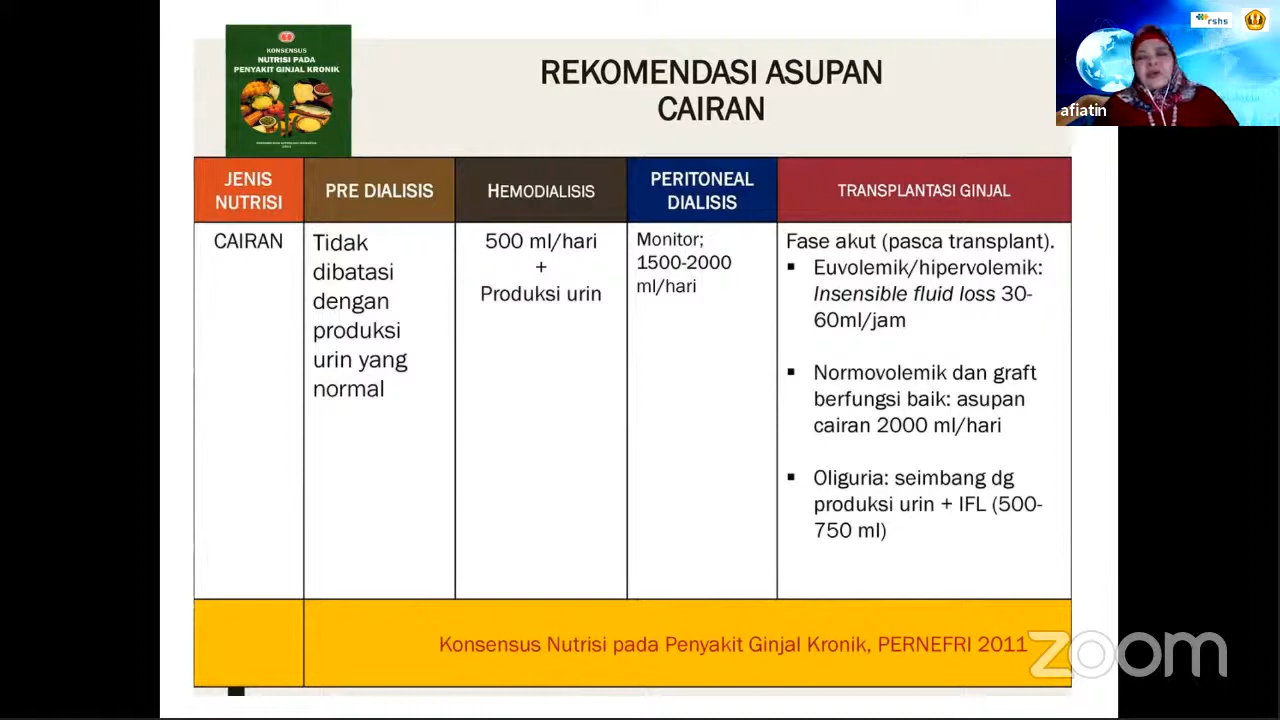 KONSENSUS
NUTRISI PADA
PENYAKIT GINJAL KRONIK
REKOMENDASI ASUPAN
CAIRAN
rshs
afiatin
JENIS
NUTRISI
PRE DIALISIS
HEMODIALISIS
PERITONEAL
DIALISIS
TRANSPLANTASI GINJAL
CAIRAN
Tidak
dibatasi
dengan
produksi
urin yang
normal
500 ml/hari
+
Produksi urin
Monitor;
1500-2000
ml/hari
Fase akut (pasca transplant).
▪ Euvolemik/hipervolemik:
Insensible fluid loss 30-
60ml/jam
▪ Normovolemik dan graft
berfungsi baik: asupan
cairan 2000 ml/hari
▪ Oliguria: seimbang dg
produksi urin + IFL (500-
750 ml)
Konsensus Nutrisi pada Penyakit Ginjal Kronik, PERNEFRI 2011
zoom